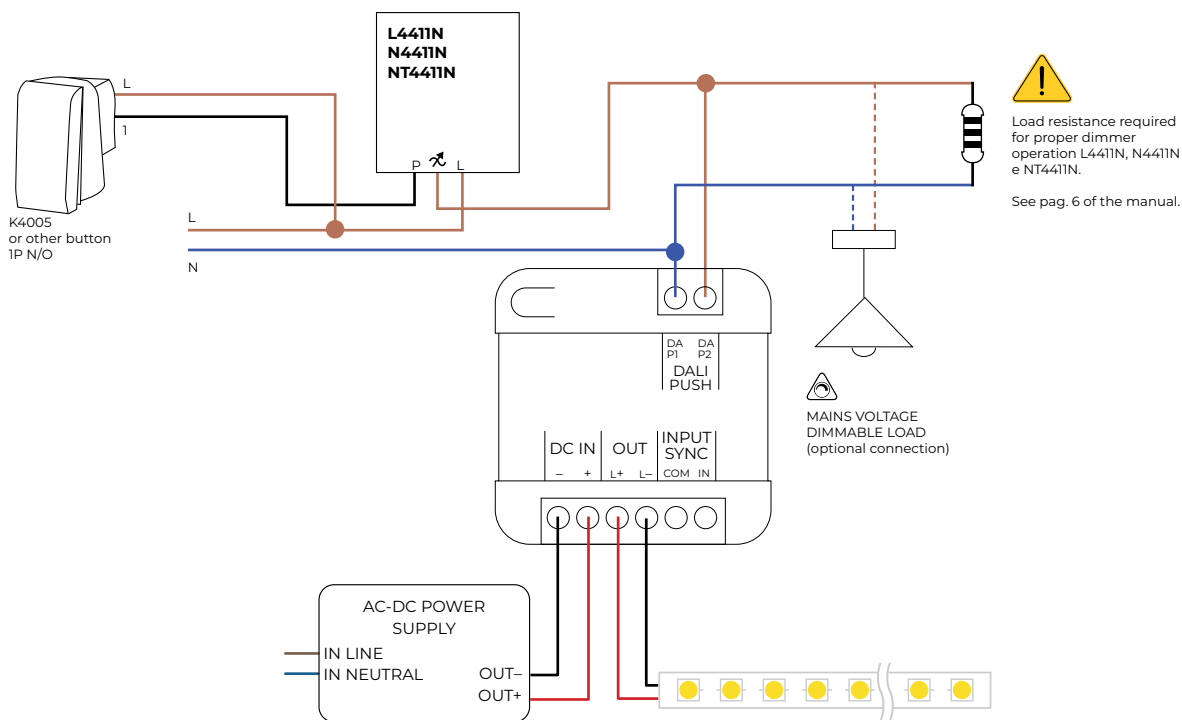 L4411N
N4411N
NT4411N
P
L
L
1
K4005
or other button
1P N/O
L
N
Load resistance required
for proper dimmer
operation L4411N, N4411N
e NT4411N.
See pag. 6 of the manual.
DA DA
P1 P2
DALI
PUSH
MAINS VOLTAGE
DIMMABLE LOAD
(optional connection)
DC IN
OUT
INPUT
SYNC
– + L+ L– COM IN
AC-DC POWER
SUPPLY
IN LINE
IN NEUTRAL
OUT–
OUT+